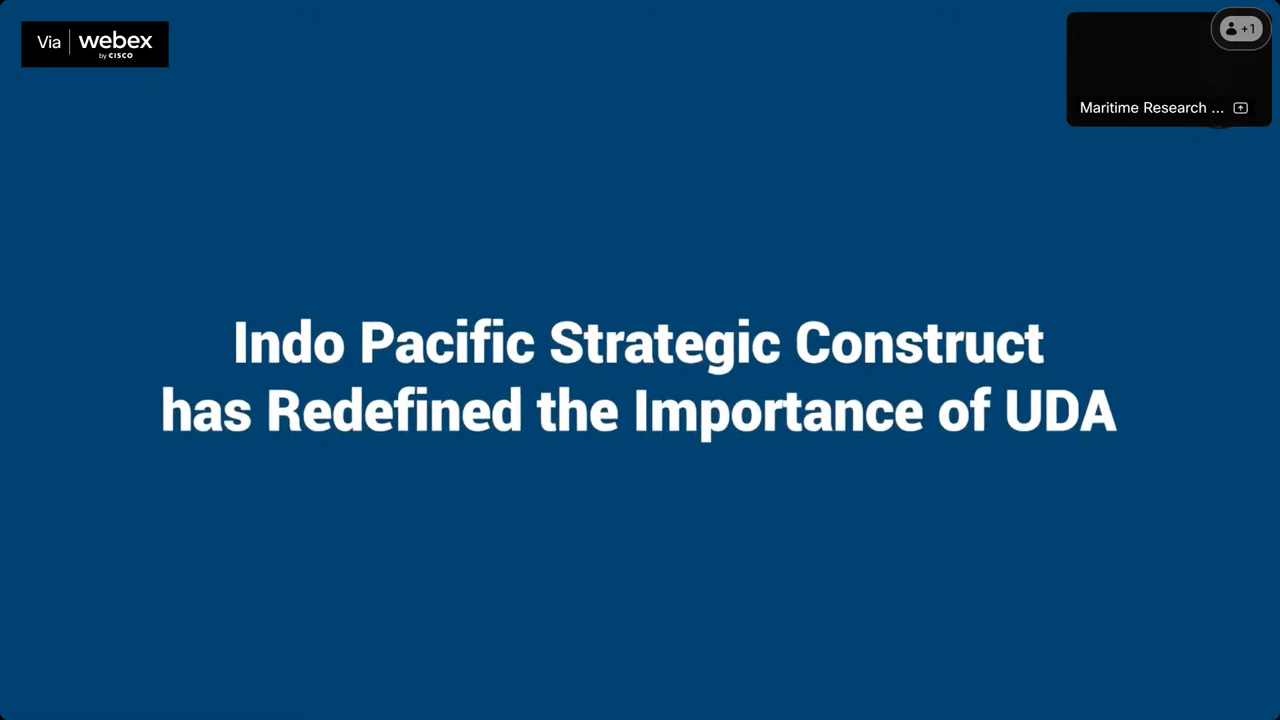 Via webex
by CISCO
+1
Maritime Research ...
Indo Pacific Strategic Construct
has Redefined the Importance of UDA